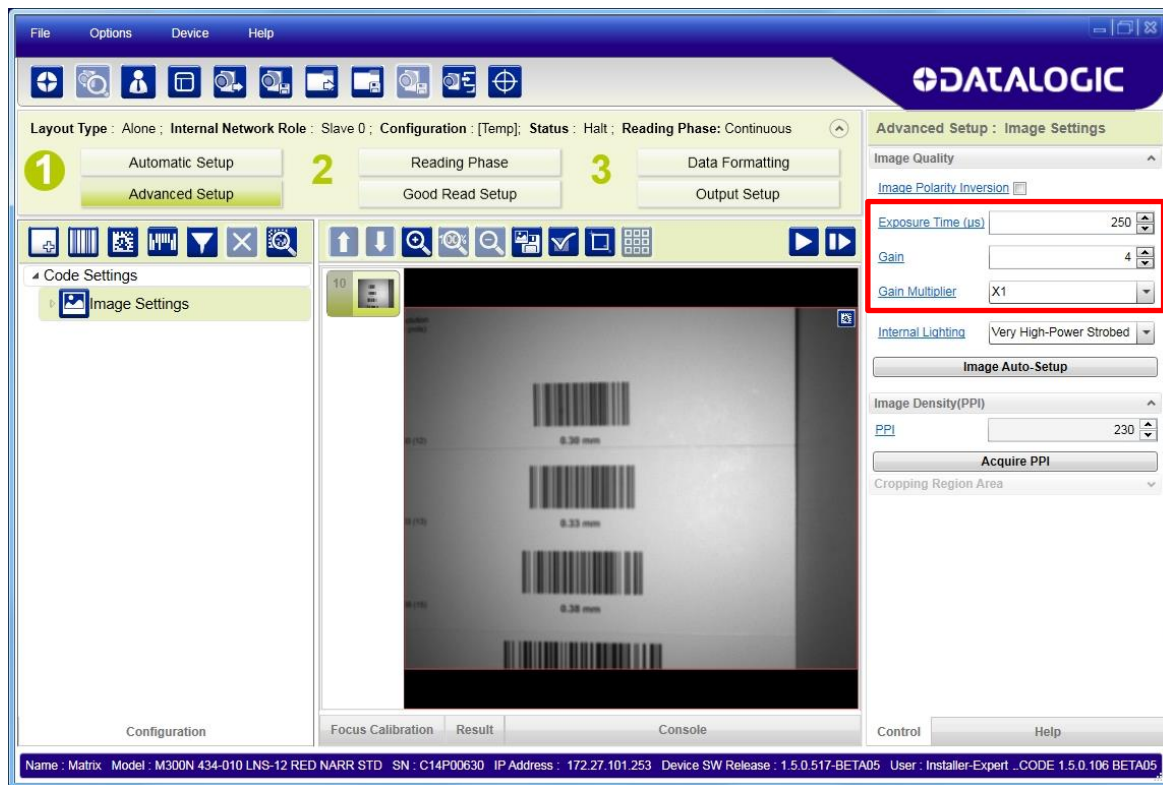 File Options Device Help
DATALOGIC
Layout Type : Alone ; Internal Network Role : Slave 0 ; Configuration : [Temp]; Status : Halt ; Reading Phase: Continuous
1 Automatic Setup 2 Reading Phase 3 Data Formatting
Advanced Setup Good Read Setup Output Setup
Code Settings
Image Settings
100%
10
0.30 mm
0.33 mm
0.38 mm
Configuration
Focus Calibration Result Console
Advanced Setup : Image Settings
Image Quality
Image Polarity Inversion
Exposure Time (µs) 250
Gain 4
Gain Multiplier X1
Internal Lighting Very High-Power Strobed
Image Auto-Setup
Image Density(PPI)
PPI 230
Acquire PPI
Cropping Region Area
Control Help
Name : Matrix Model : M300N 434-010 LNS-12 RED NARR STD SN : C14P00630 IP Address : 172.27.101.253 Device SW Release : 1.5.0.517-BETA05 User : Installer-Expert _CODE 1.5.0.106 BETA05